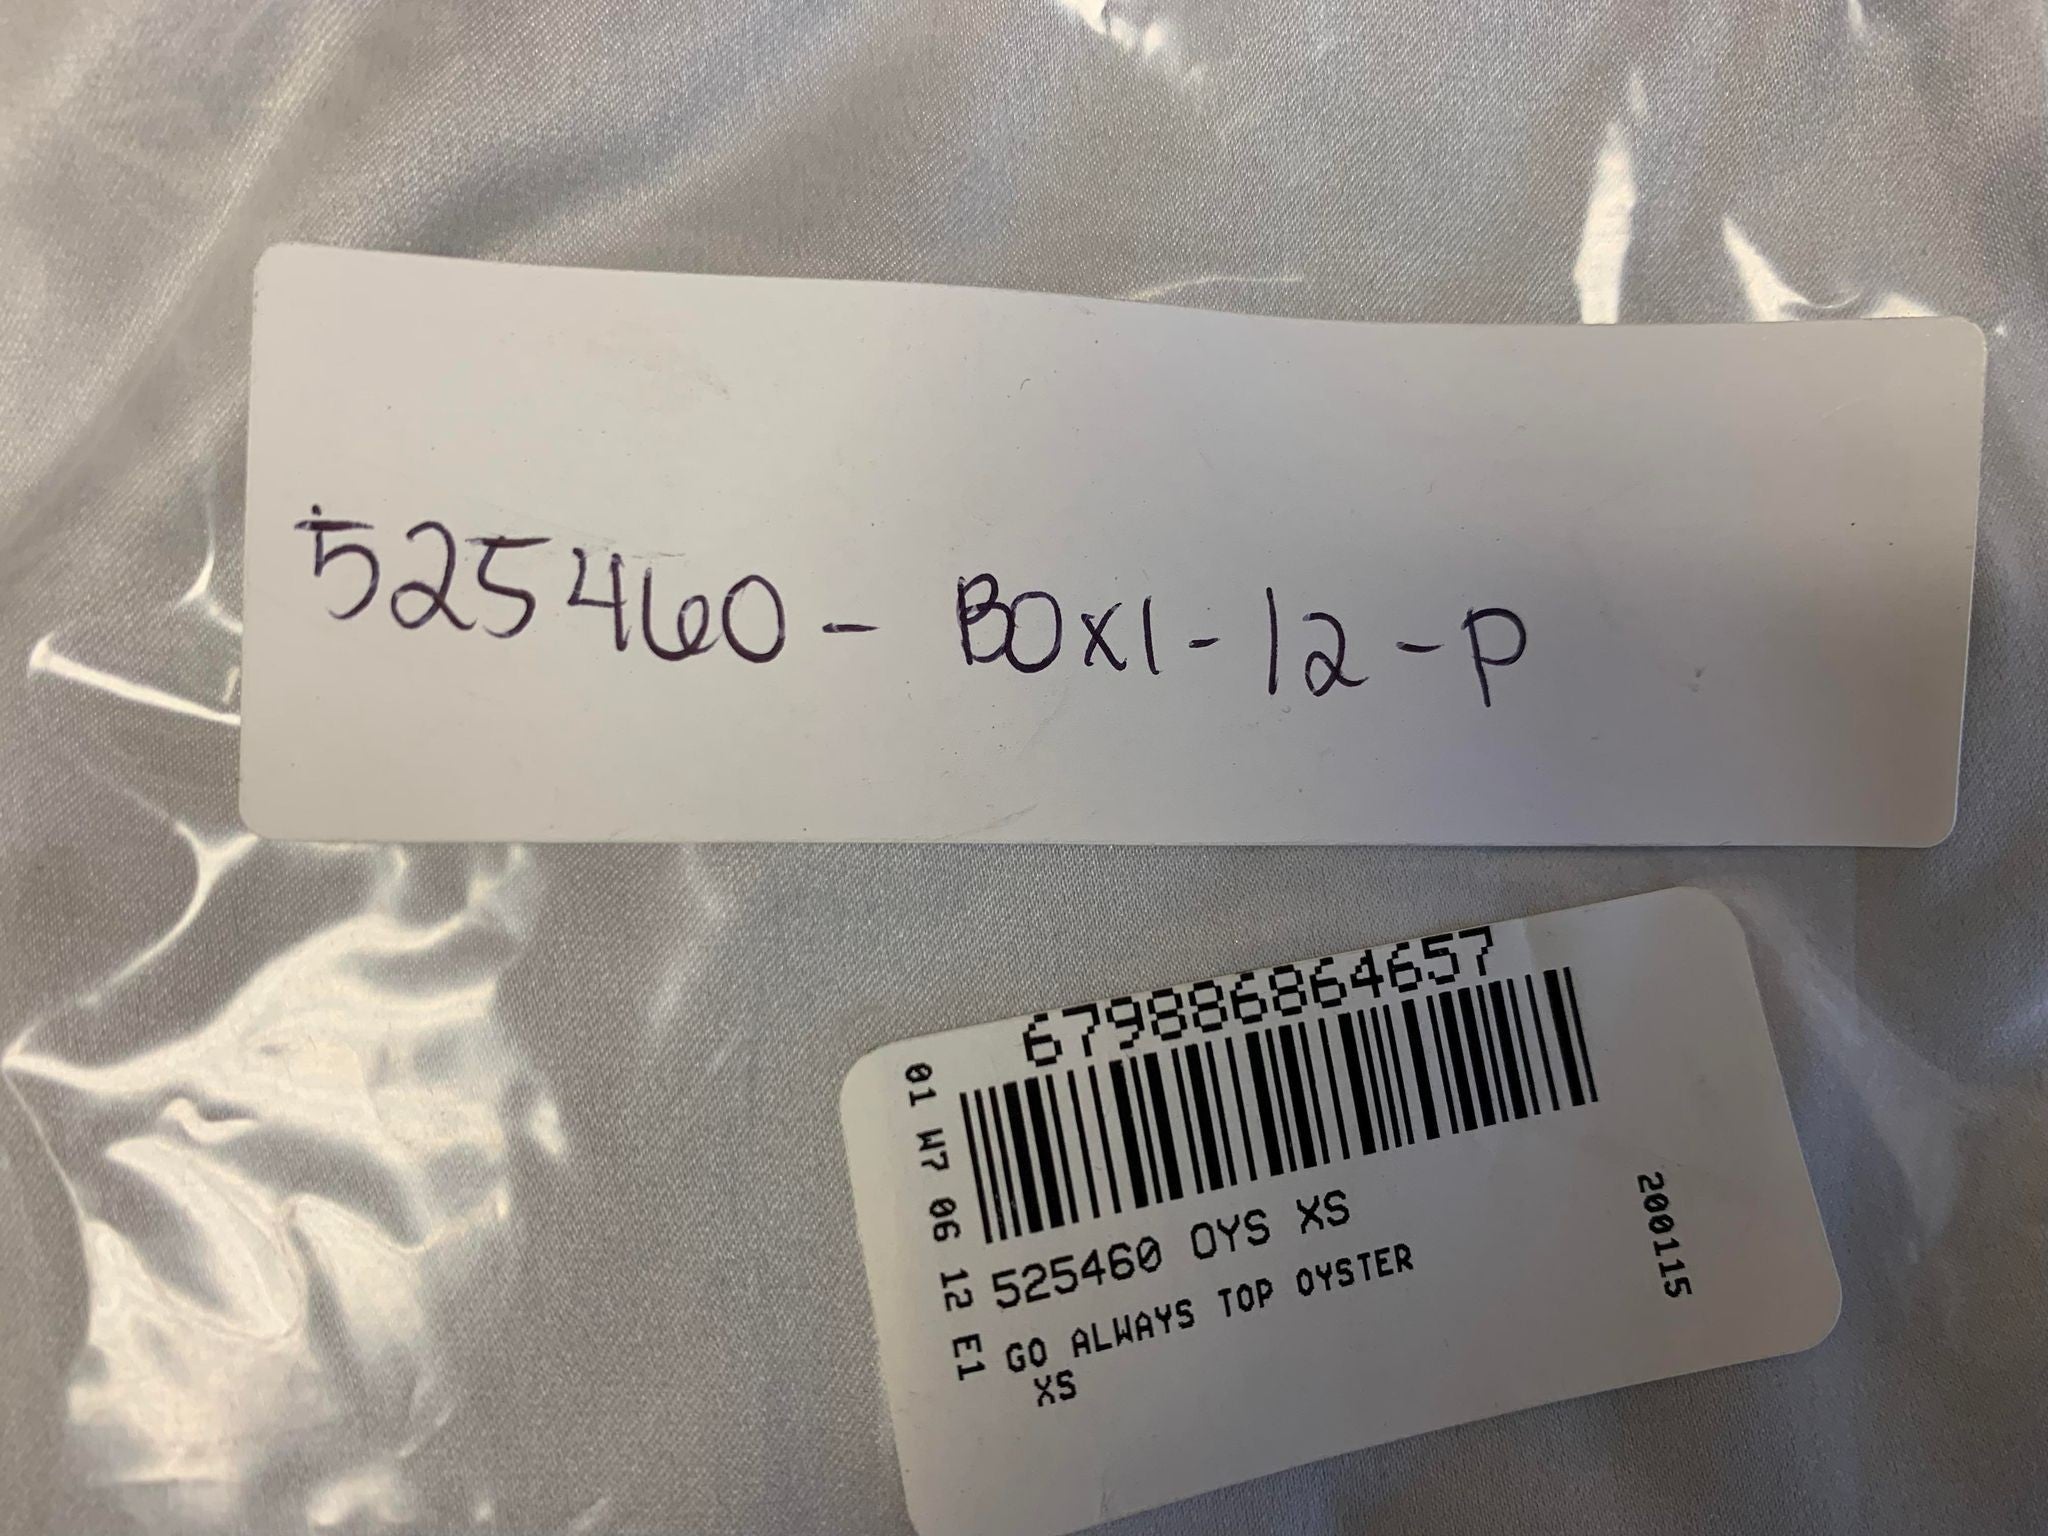 525460 - BOX1 - 12 - P
679886864657
01 W7 06 12 E1
525460 OYS XS
GO ALWAYS TOP OYSTER
XS
200115